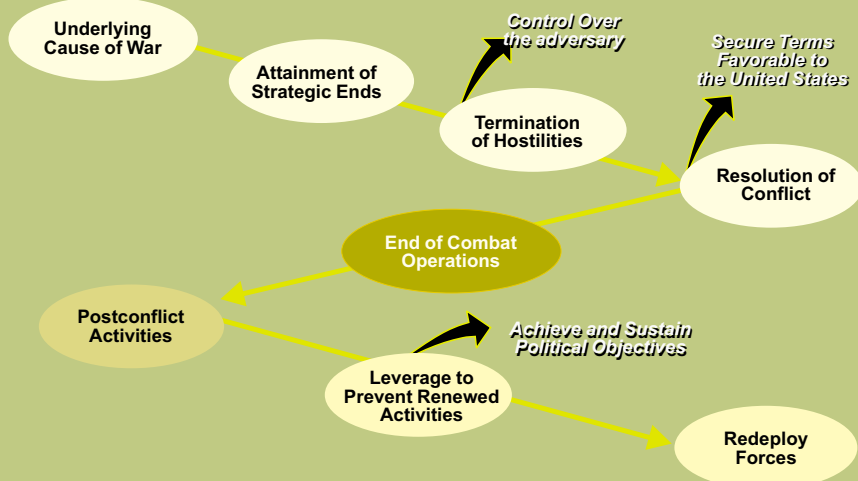 Underlying
Cause of War
Attainment of
Strategic Ends
Control Over
the adversary
Termination
of Hostilities
Secure Terms
Favorable to
the United States
Resolution of
Conflict
End of Combat
Operations
Postconflict
Activities
Achieve and Sustain
Political Objectives
Leverage to
Prevent Renewed
Activities
Redeploy
Forces